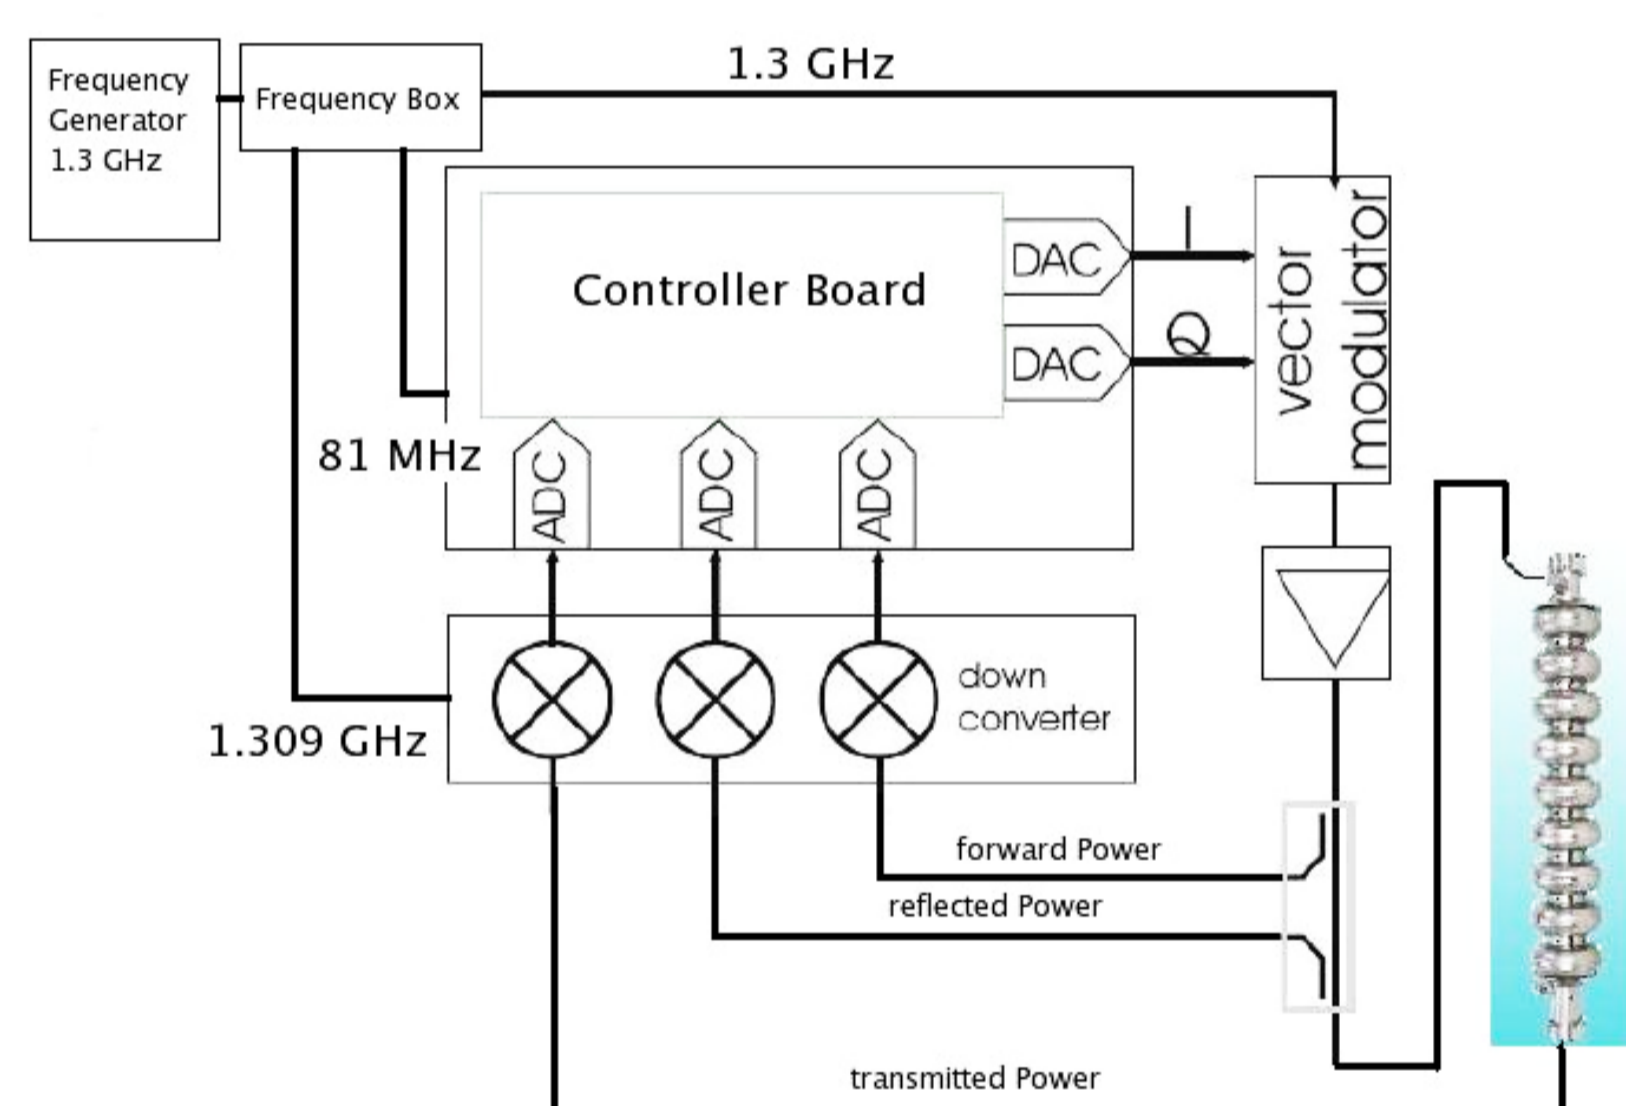 Frequency
Generator
1.3 GHz
Frequency Box
1.3 GHz
Controller Board
DAC
DAC
I
Q
vector
modulator
81 MHz
ADC
ADC
ADC
down
converter
1.309 GHz
forward Power
reflected Power
transmitted Power